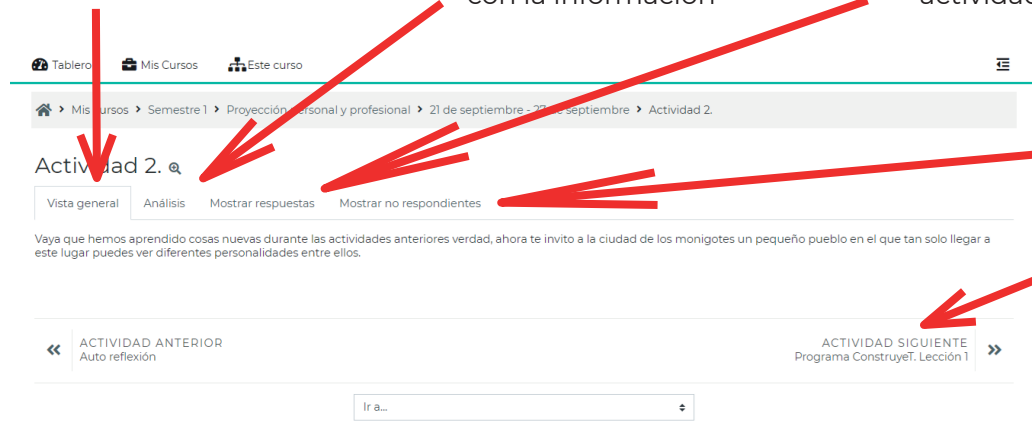 con la información
actividad
Tablero Mis Cursos Este curso
Mis Cursos > Semestre 1 > Proyección personal y profesional > 21 de septiembre - 27 de septiembre > Actividad 2.
Actividad 2.
Vista general Análisis Mostrar respuestas Mostrar no respondientes
Vaya que hemos aprendido cosas nuevas durante las actividades anteriores verdad, ahora te invito a la ciudad de los monigotes un pequeño pueblo en el que tan solo llegar a
este lugar puedes ver diferentes personalidades entre ellos.
ACTIVIDAD ANTERIOR
Auto reflexión
ACTIVIDAD SIGUIENTE
Programa ConstruyeT. Lección 1
Ir a...